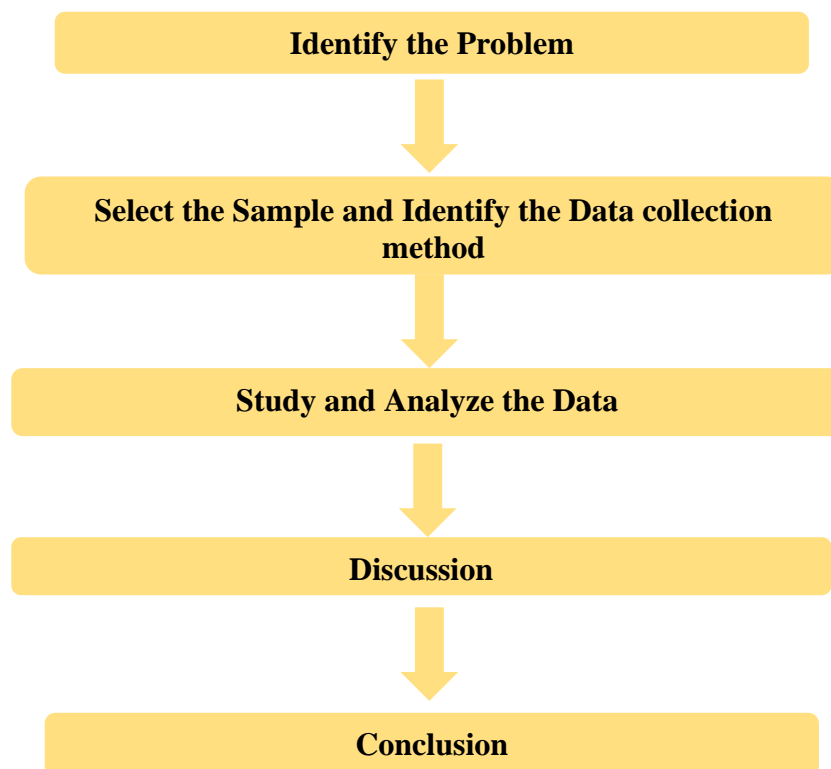 Identify the Problem
Select the Sample and Identify the Data collection
method
Study and Analyze the Data
Discussion
Conclusion